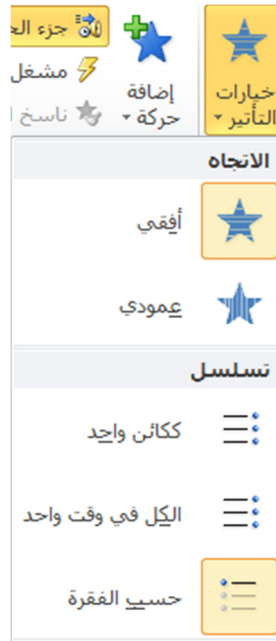 خيارات التأثير
إضافة حركة
جزء
مشغل
ناسخ
الاتجاه
أفقي
عمودي
تسلسل
ككائن واحد
الكل في وقت واحد
حسب الفقرة